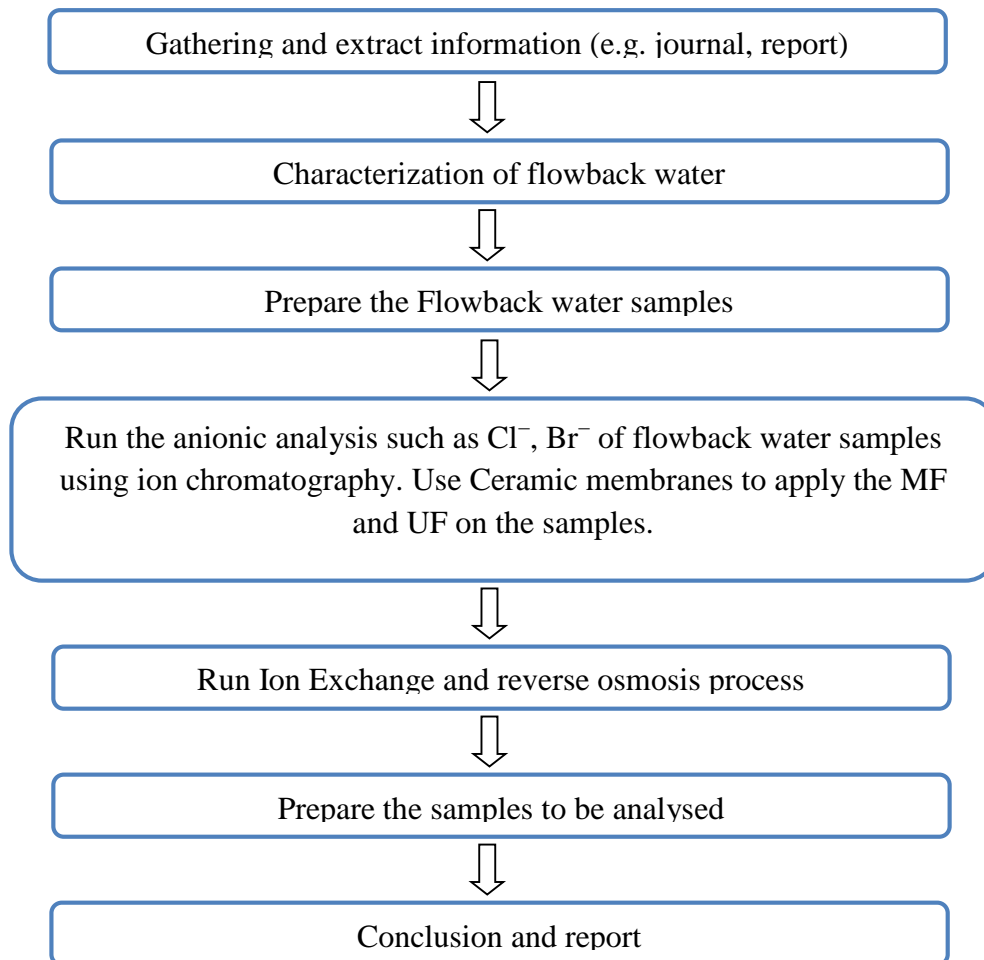 Gathering and extract information (e.g. journal, report)
Characterization of flowback water
Prepare the Flowback water samples
Run the anionic analysis such as Cl⁻, Br⁻ of flowback water samples
using ion chromatography. Use Ceramic membranes to apply the MF
and UF on the samples.
Run Ion Exchange and reverse osmosis process
Prepare the samples to be analysed
Conclusion and report